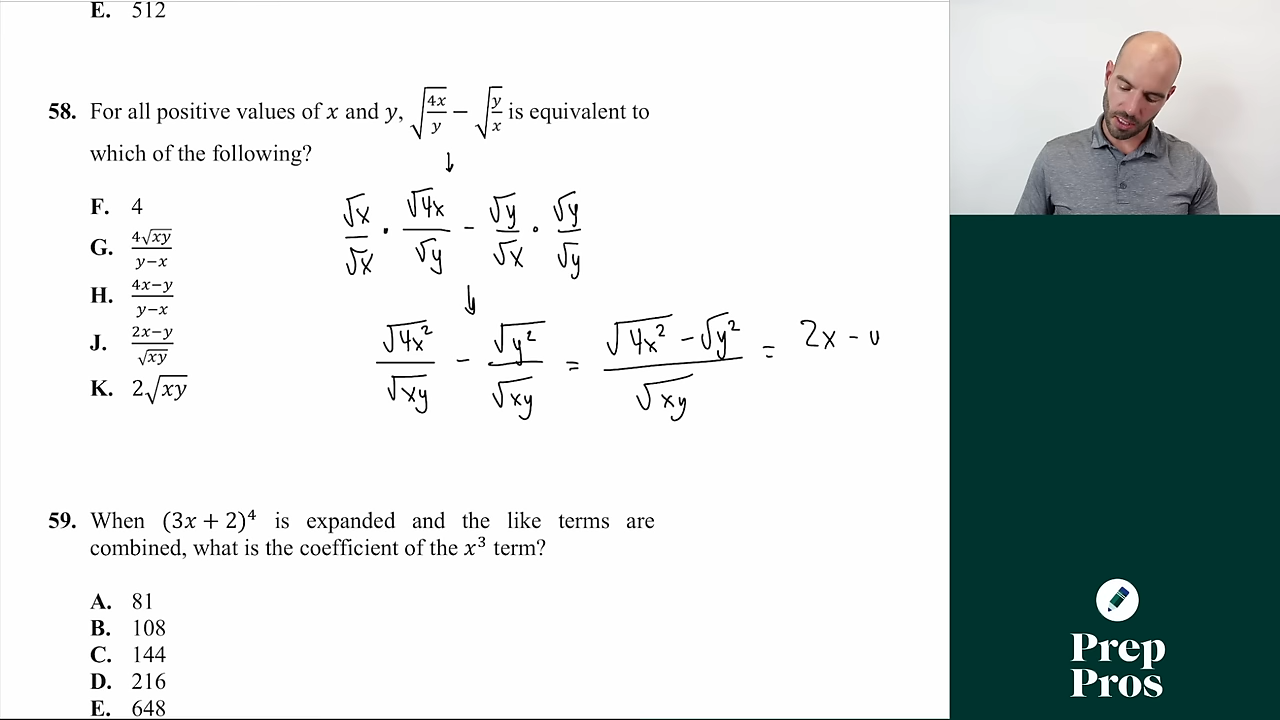 E. 512
58. For all positive values of x and y, √(4x/y) − √(y/x) is equivalent to
which of the following?
↓
F. 4
G. 4√xy / y−x
H. 4x−y / y−x
J. 2x−y / √xy
K. 2√xy
√x/√x · √4x/√y − √y/√x · √y/√y
↓
√4x²/√xy − √y²/√xy = (√4x² − √y²)/√xy = 2x −
59. When (3x + 2)⁴ is expanded and the like terms are
combined, what is the coefficient of the x³ term?
A. 81
B. 108
C. 144
D. 216
E. 648
Prep
Pros